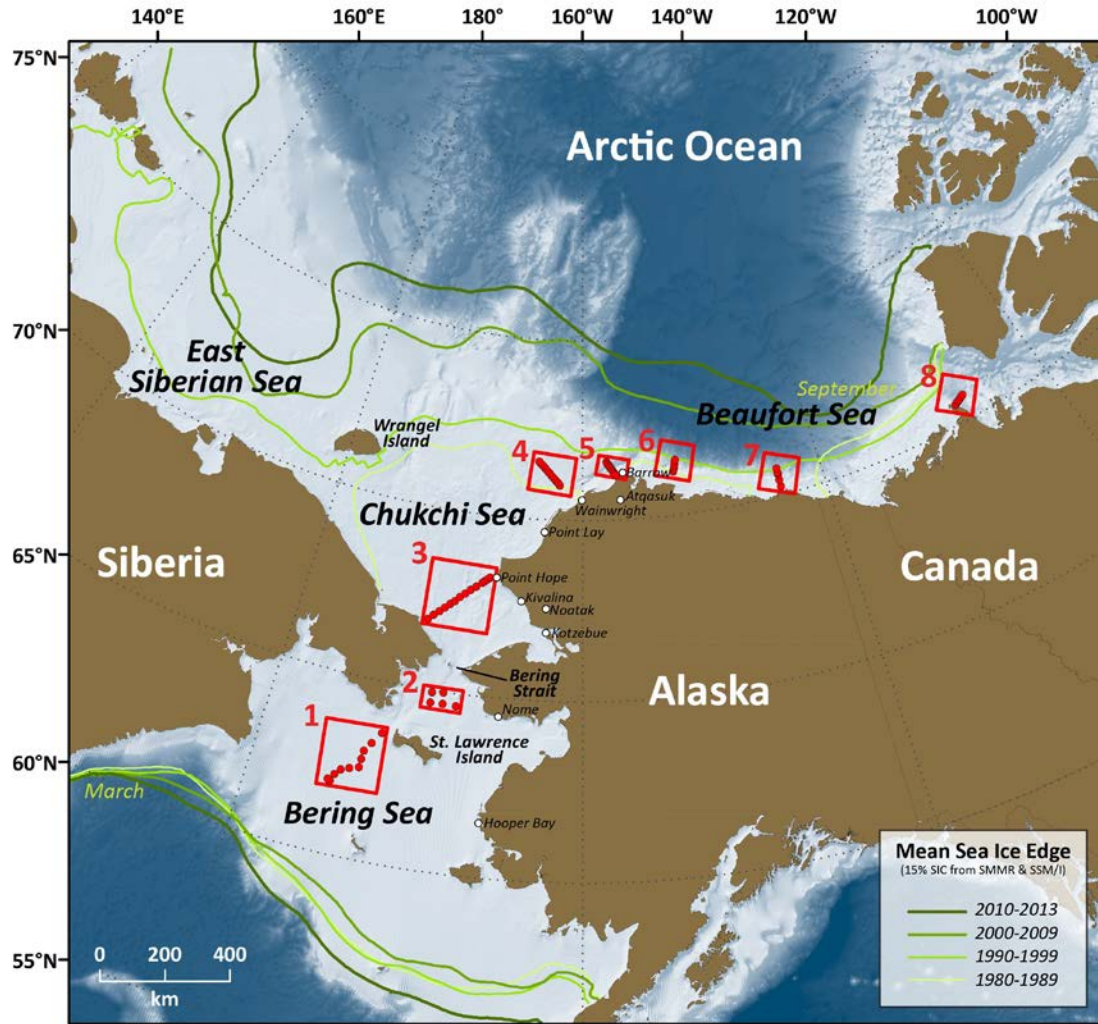 140°E 160°E 180°W 160°W 140°W 120°W 100°W
75°N
Arctic Ocean
70°N
East
Siberian Sea
September
8
Beaufort Sea
Wrangel
Island
4
5
6
7
Barrow
Atqasuk
Wainwright
Chukchi Sea
Point Lay
65°N
Siberia
3
Canada
Point Hope
Kivalina
Noatak
Kotzebue
Bering
Strait
Alaska
2
Nome
1
St. Lawrence
Island
60°N
March
Bering Sea
Hooper Bay
Mean Sea Ice Edge
(15% SIC from SMMR & SSM/I)
2010-2013
2000-2009
1990-1999
1980-1989
0 200 400
km
55°N